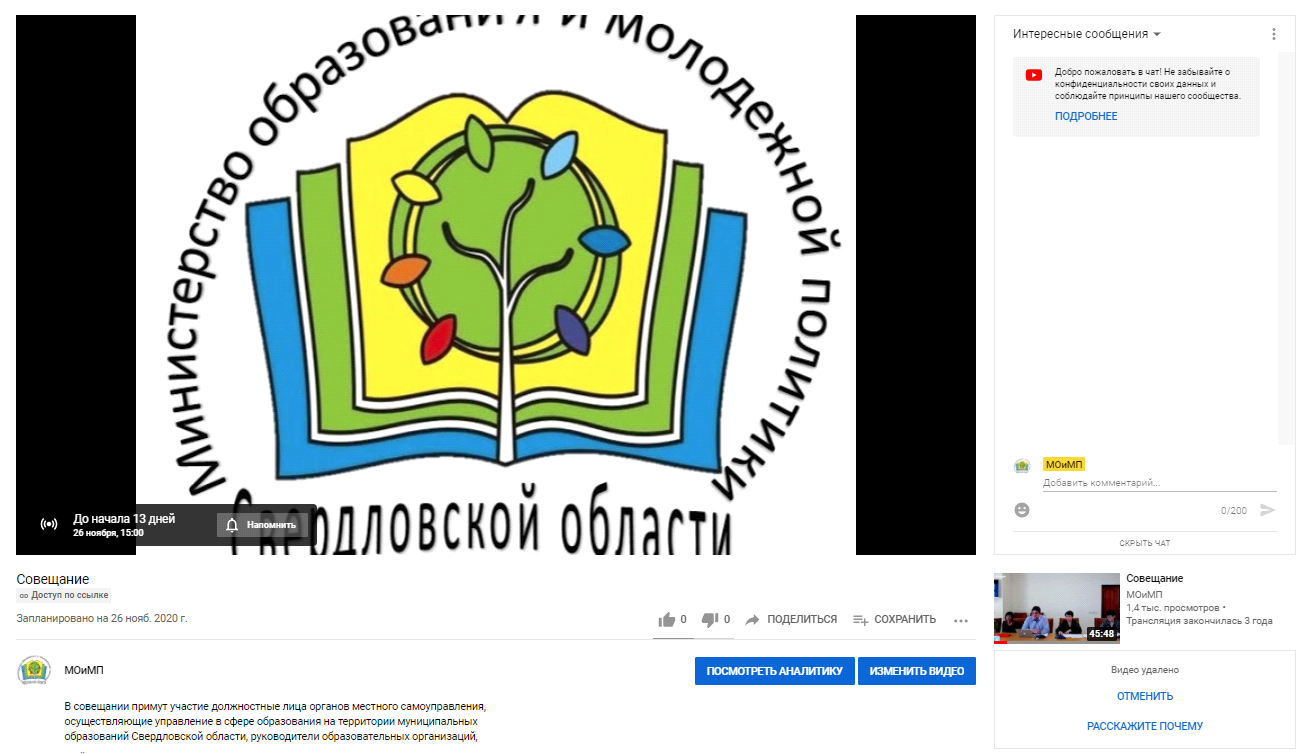 Министерство образования и молодежной политики
Свердловской области
До начала 13 дней
26 ноября, 15:00
Напомнить
Совещание
Доступ по ссылке
Запланировано на 26 нояб. 2020 г.
0
0
ПОДЕЛИТЬСЯ
СОХРАНИТЬ
МОиМП
ПОСМОТРЕТЬ АНАЛИТИКУ
ИЗМЕНИТЬ ВИДЕО
В совещании примут участие должностные лица органов местного самоуправления,
осуществляющие управление в сфере образования на территории муниципальных
образований Свердловской области, руководители образовательных организаций,
Интересные сообщения
Добро пожаловать в чат! Не забывайте о
конфиденциальности своих данных и
соблюдайте принципы нашего сообщества.
ПОДРОБНЕЕ
МОиМП
Добавить комментарий...
0/200
СКРЫТЬ ЧАТ
45:48
Совещание
МОиМП
1,4 тыс. просмотров •
Трансляция закончилась 3 года
Видео удалено
ОТМЕНИТЬ
РАССКАЖИТЕ ПОЧЕМУ